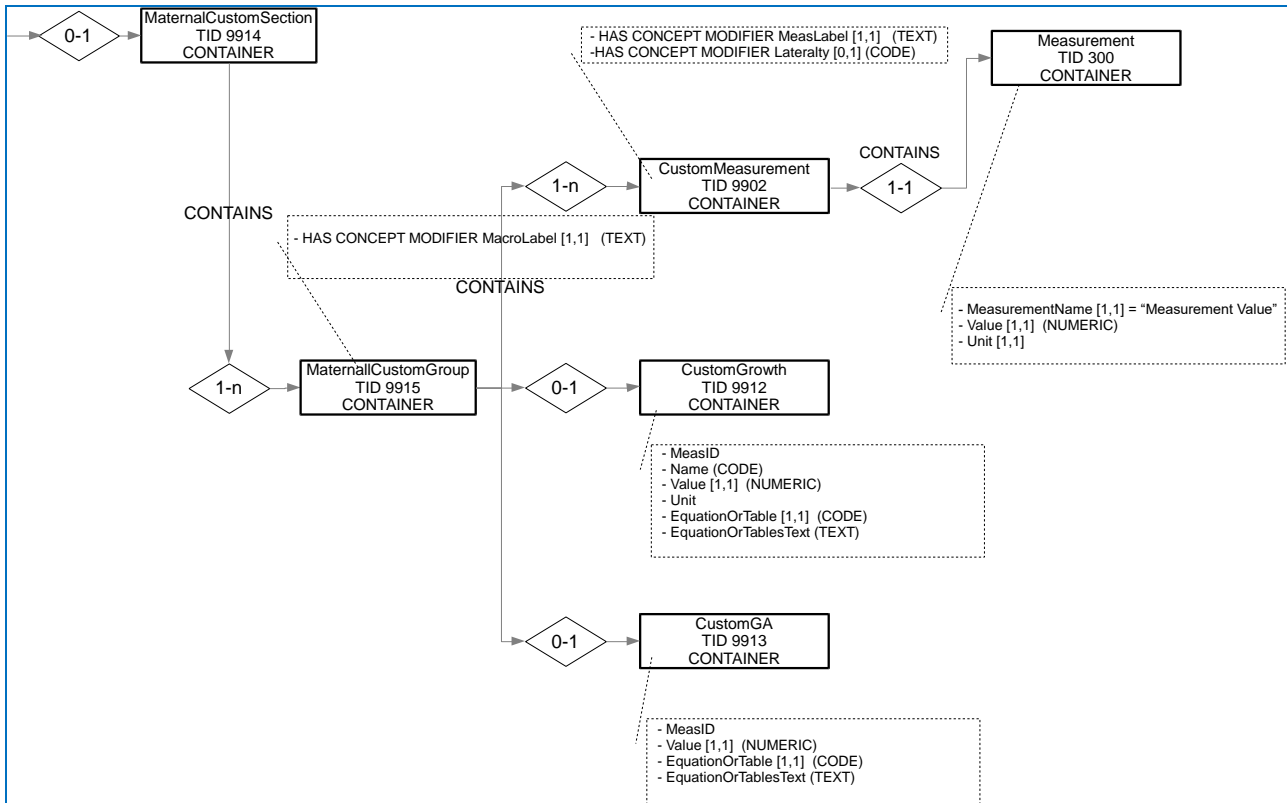 0-1
MaternalCustomSection
TID 9914
CONTAINER
- HAS CONCEPT MODIFIER MeasLabel [1,1]   (TEXT)
-HAS CONCEPT MODIFIER Lateralty [0,1] (CODE)
Measurement
TID 300
CONTAINER
CONTAINS
1-n
CustomMeasurement
TID 9902
CONTAINER
CONTAINS
1-1
- HAS CONCEPT MODIFIER MacroLabel [1,1]   (TEXT)
CONTAINS
- MeasurementName [1,1] = “Measurement Value”
- Value [1,1]  (NUMERIC)
- Unit [1,1]
1-n
MaternallCustomGroup
TID 9915
CONTAINER
0-1
CustomGrowth
TID 9912
CONTAINER
- MeasID
- Name (CODE)
- Value [1,1]  (NUMERIC)
- Unit
- EquationOrTable [1,1]  (CODE)
- EquationOrTablesText (TEXT)
0-1
CustomGA
TID 9913
CONTAINER
- MeasID
- Value [1,1]  (NUMERIC)
- EquationOrTable [1,1]  (CODE)
- EquationOrTablesText (TEXT)